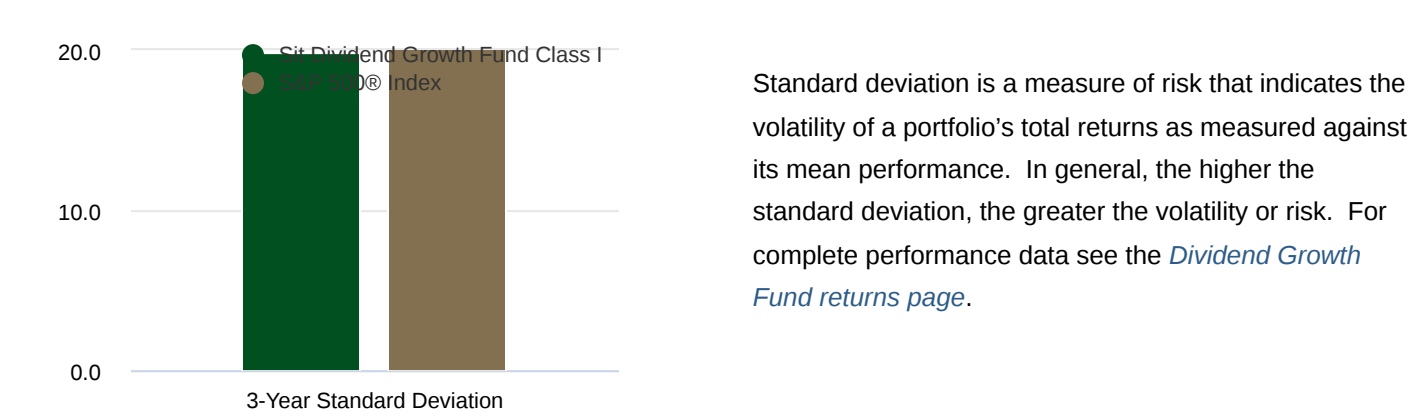 20.0
Sit Dividend Growth Fund Class I
S&P 500® Index
10.0
0.0
3-Year Standard Deviation
Standard deviation is a measure of risk that indicates the
volatility of a portfolio’s total returns as measured against
its mean performance.  In general, the higher the
standard deviation, the greater the volatility or risk.  For
complete performance data see the Dividend Growth
Fund returns page.